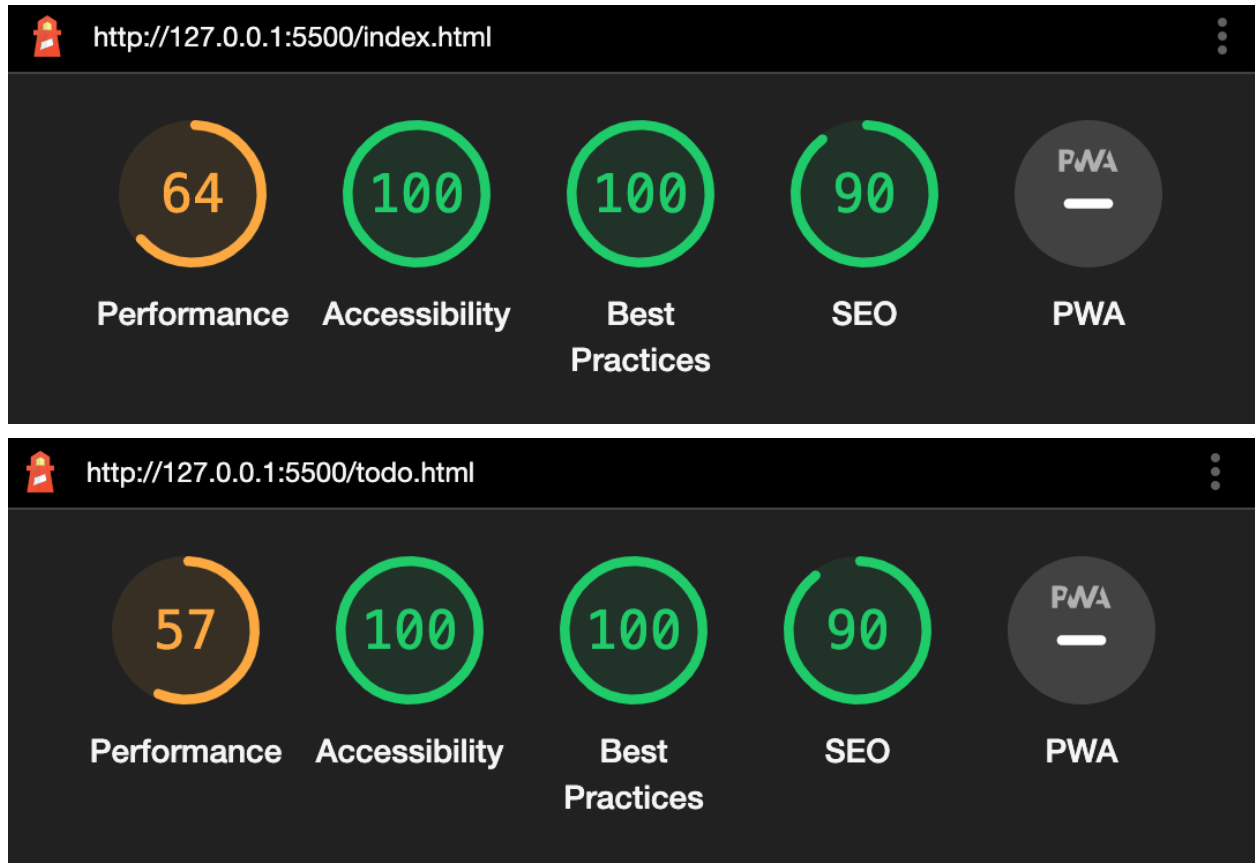 http://127.0.0.1:5500/index.html
64 100 100 90 PWA
Performance Accessibility Best Practices SEO PWA
http://127.0.0.1:5500/todo.html
57 100 100 90 PWA
Performance Accessibility Best Practices SEO PWA